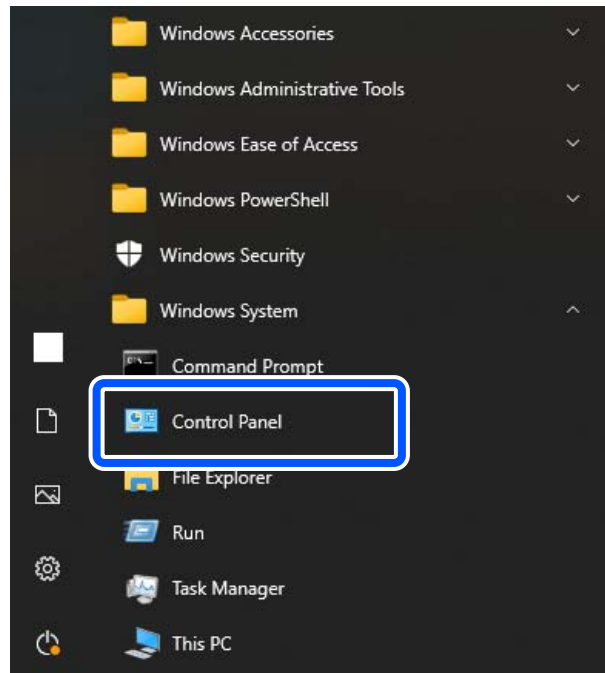 Windows Accessories
Windows Administrative Tools
Windows Ease of Access
Windows PowerShell
Windows Security
Windows System
Command Prompt
Control Panel
File Explorer
Run
Task Manager
This PC